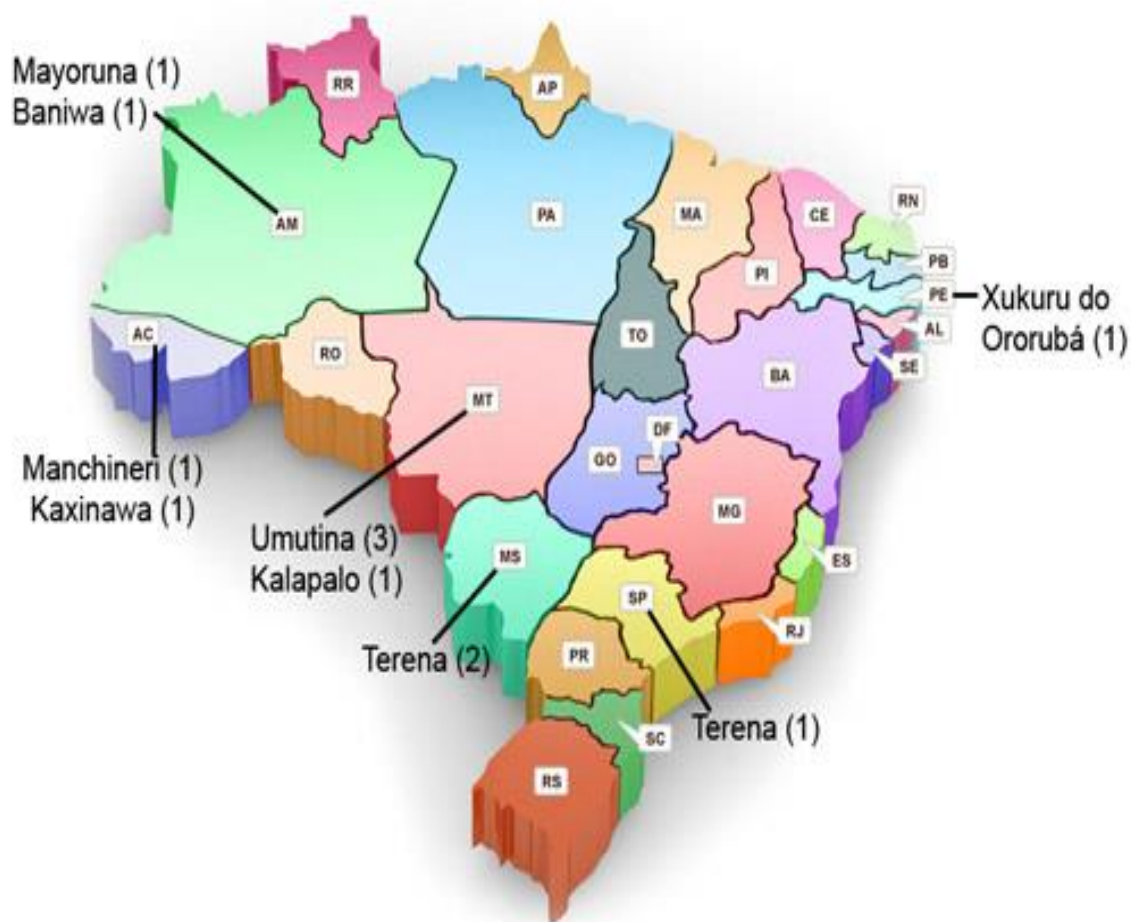 Mayoruna (1)
Baniwa (1)
RR
AP
AM
PA
MA
CE
RN
PI
PB
PE
Xukuru do
Ororubá (1)
AL
SE
AC
RO
TO
BA
MT
DF
GO
Manchineri (1)
Kaxinawa (1)
MG
Umutina (3)
Kalapalo (1)
MS
ES
SP
RJ
Terena (2)
PR
SC
Terena (1)
RS